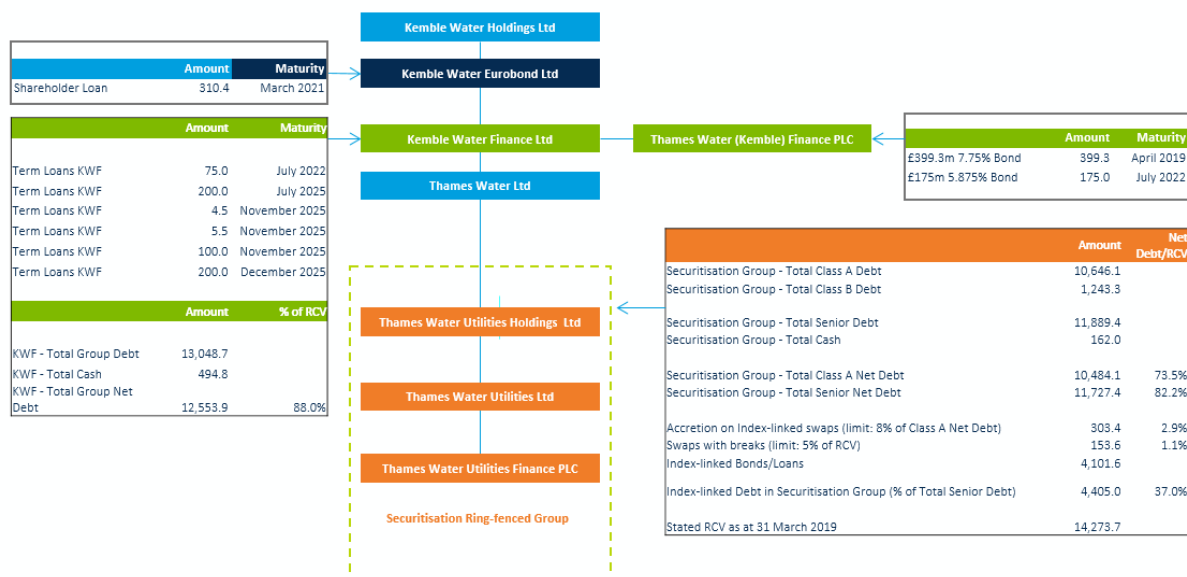 Kemble Water Holdings Ltd
Amount Maturity
Shareholder Loan 310.4 March 2021
Kemble Water Eurobond Ltd
Amount Maturity
Term Loans KWF 75.0 July 2022
Term Loans KWF 200.0 July 2025
Term Loans KWF 4.5 November 2025
Term Loans KWF 5.5 November 2025
Term Loans KWF 100.0 November 2025
Term Loans KWF 200.0 December 2025
Amount % of RCV
KWF - Total Group Debt 13,048.7
KWF - Total Cash 494.8
KWF - Total Group Net
Debt 12,553.9 88.0%
Kemble Water Finance Ltd
Thames Water (Kemble) Finance PLC
Amount Maturity
£399.3m 7.75% Bond 399.3 April 2019
£175m 5.875% Bond 175.0 July 2022
Thames Water Ltd
Thames Water Utilities Holdings Ltd
Thames Water Utilities Ltd
Thames Water Utilities Finance PLC
Securitisation Ring-fenced Group
Amount Net
Debt/RCV
Securitisation Group - Total Class A Debt 10,646.1
Securitisation Group - Total Class B Debt 1,243.3
Securitisation Group - Total Senior Debt 11,889.4
Securitisation Group - Total Cash 162.0
Securitisation Group - Total Class A Net Debt 10,484.1 73.5%
Securitisation Group - Total Senior Net Debt 11,727.4 82.2%
Accretion on Index-linked swaps (limit: 8% of Class A Net Debt) 303.4 2.9%
Swaps with breaks (limit: 5% of RCV) 153.6 1.1%
Index-linked Bonds/Loans 4,101.6
Index-linked Debt in Securitisation Group (% of Total Senior Debt) 4,405.0 37.0%
Stated RCV as at 31 March 2019 14,273.7